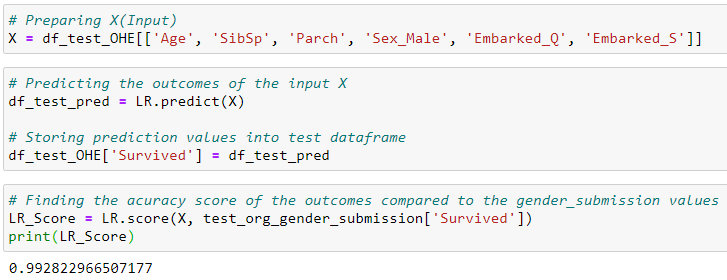 # Preparing X(Input)
X = df_test_OHE[['Age', 'SibSp', 'Parch', 'Sex_Male', 'Embarked_Q', 'Embarked_S']]
# Predicting the outcomes of the input X
df_test_pred = LR.predict(X)
# Storing prediction values into test dataframe
df_test_OHE['Survived'] = df_test_pred
# Finding the acuracy score of the outcomes compared to the gender_submission values
LR_Score = LR.score(X, test_org_gender_submission['Survived'])
print(LR_Score)
0.992822966507177